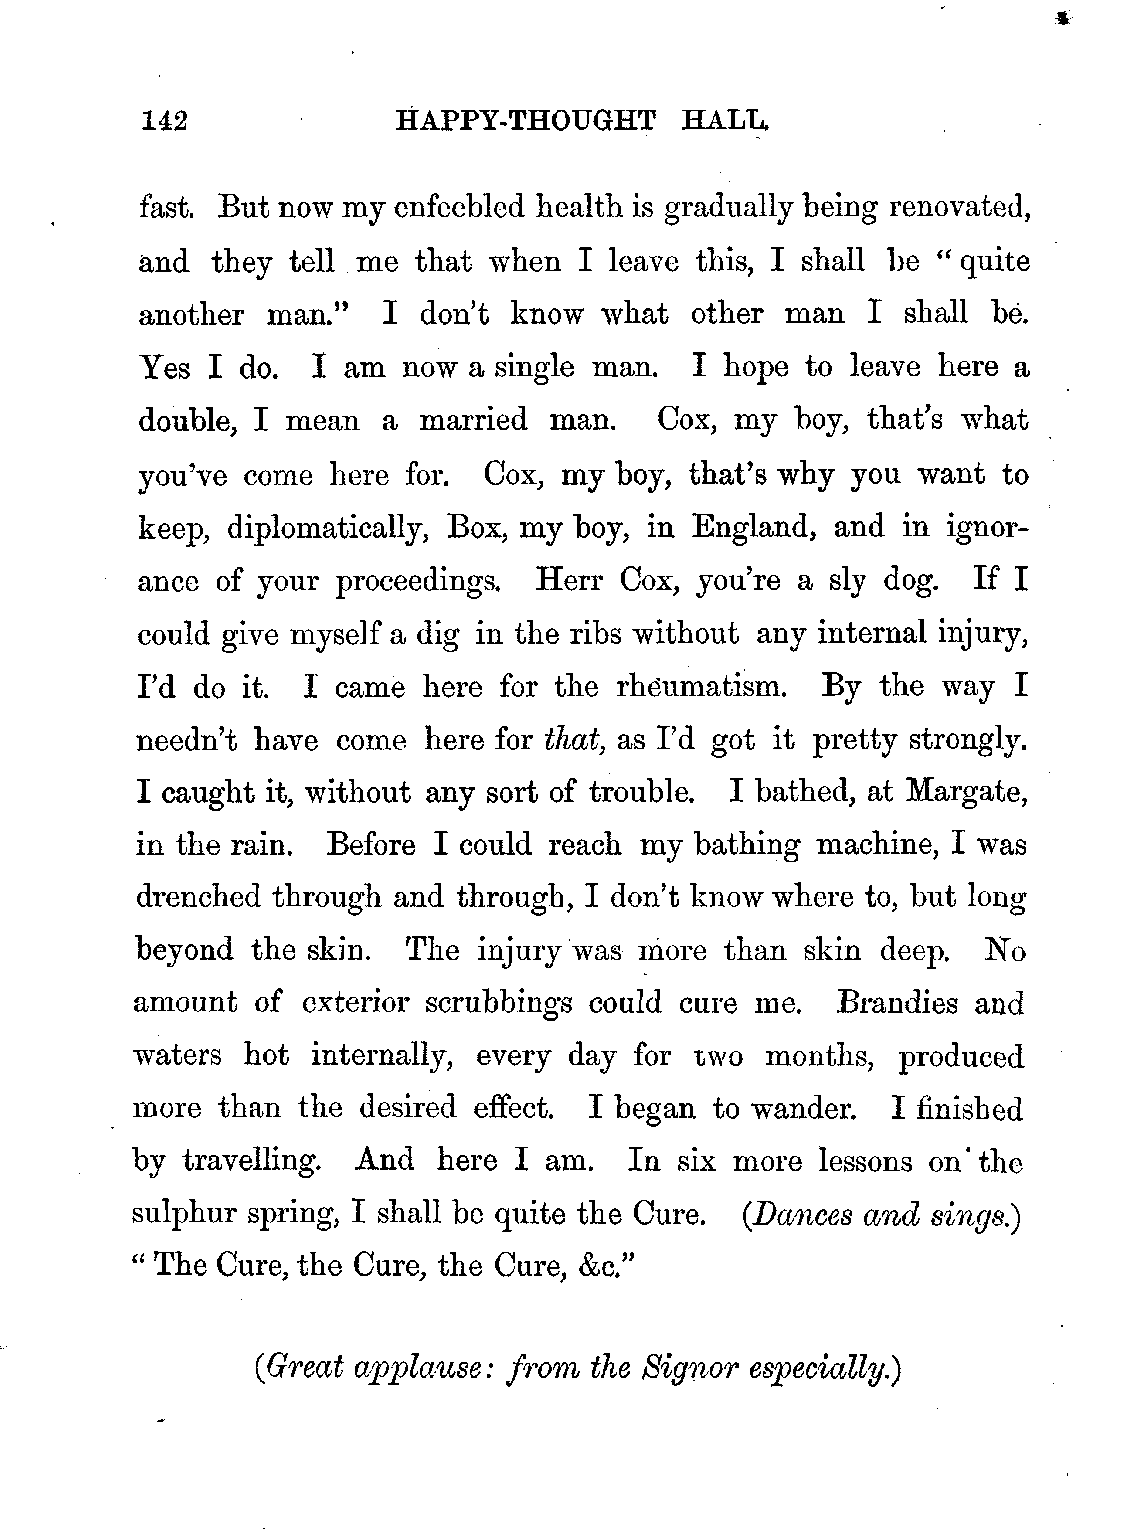 142 HAPPY-THOUGHT HALL.
fast. But now my enfeebled health is gradually being renovated,
and they tell me that when I leave this, I shall be “ quite
another man.” I don’t know what other man I shall be.
Yes I do. I am now a single man. I hope to leave here a
double, I mean a married man. Cox, my boy, that’s what
you’ve come here for. Cox, my boy, that’s why you want to
keep, diplomatically, Box, my boy, in England, and in ignor-
ance of your proceedings. Herr Cox, you’re a sly dog. If I
could give myself a dig in the ribs without any internal injury,
I’d do it. I came here for the rheumatism. By the way I
needn’t have come here for that, as I’d got it pretty strongly.
I caught it, without any sort of trouble. I bathed, at Margate,
in the rain. Before I could reach my bathing machine, I was
drenched through and through, I don’t know where to, but long
beyond the skin. The injury was more than skin deep. No
amount of exterior scrubbings could cure me. Brandies and
waters hot internally, every day for two months, produced
more than the desired effect. I began to wander. I finished
by travelling. And here I am. In six more lessons on the
sulphur spring, I shall be quite the Cure. (Dances and sings.)
“ The Cure, the Cure, the Cure, &c.”
(Great applause: from the Signor especially.)